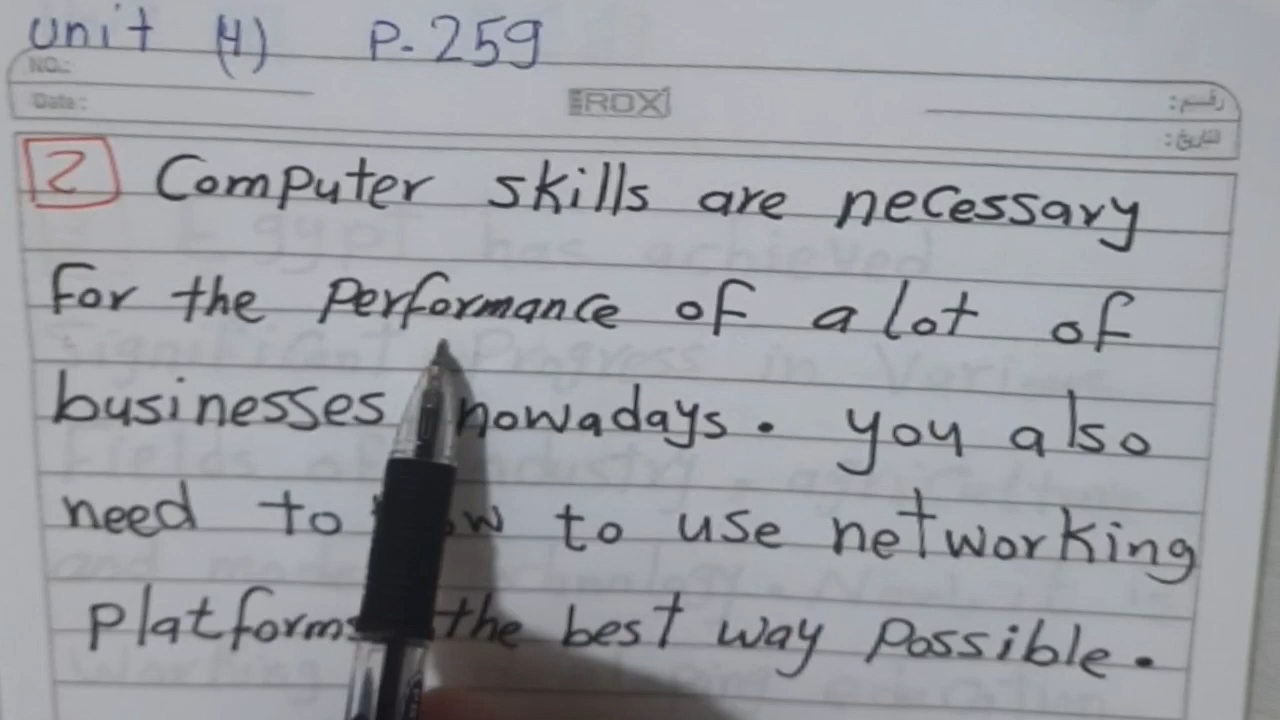 Unit (4) P. 259
NO.:
Date:
ROX
رقم:
التاريخ:
2 Computer skills are necessary
for the performance of a lot of
businesses nowadays. you also
need to to use networking
platforms the best way possible.